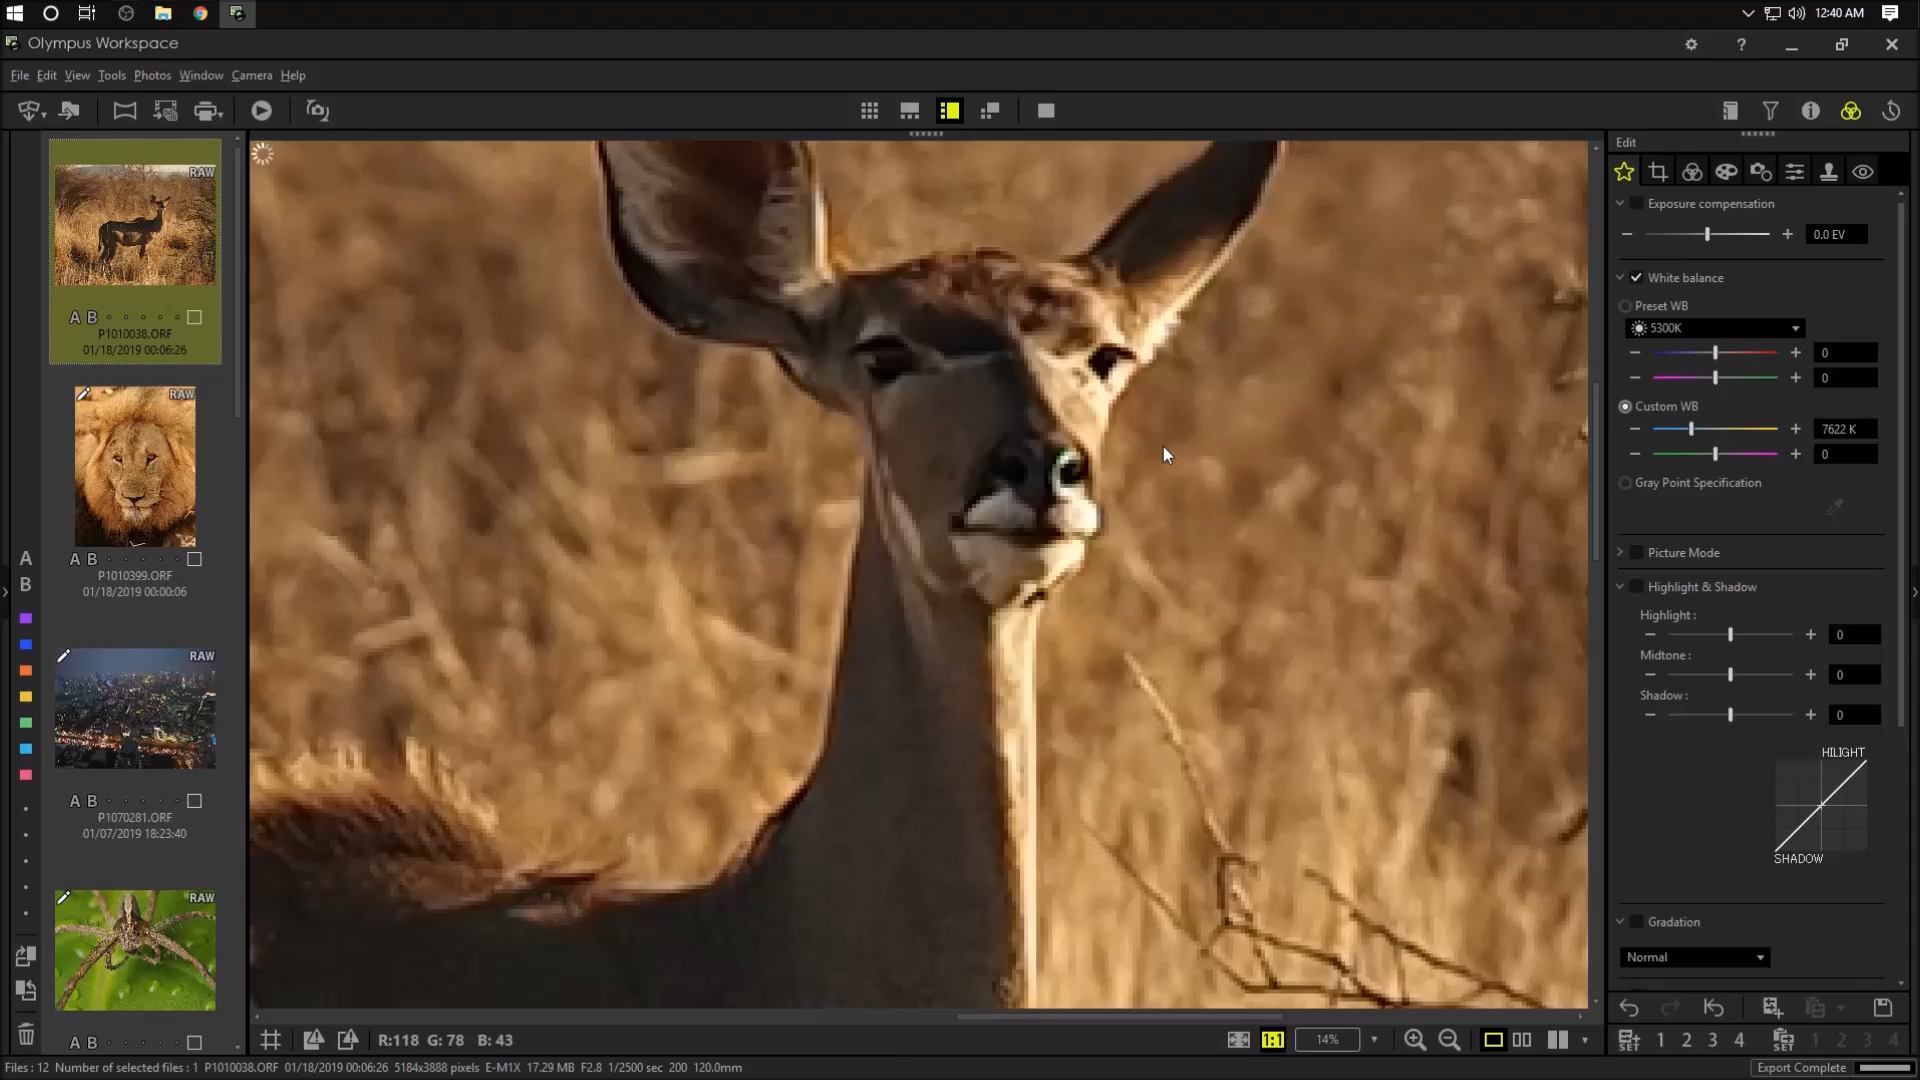 12:40 AM
Olympus Workspace
File Edit View Tools Photos Window Camera Help
RAW
A B
P1010038.ORF
01/18/2019 00:06:26
RAW
A B
P1010399.ORF
01/18/2019 00:00:06
RAW
A B
P1070281.ORF
01/07/2019 18:23:40
RAW
A B
A
B
Edit
Exposure compensation
0.0 EV
White balance
Preset WB
5300K
0
0
Custom WB
7622 K
0
Gray Point Specification
Picture Mode
Highlight & Shadow
Highlight :
0
Midtone :
0
Shadow :
0
HILIGHT
SHADOW
Gradation
Normal
R:118 G: 78 B: 43
1:1
14%
SET 1 2 3 4 SET 1 2 3 4
Files : 12 Number of selected files : 1 P1010038.ORF 01/18/2019 00:06:26 5184x3888 pixels E-M1X 17.29 MB F2.8 1/2500 sec 200 120.0mm
Export Complete